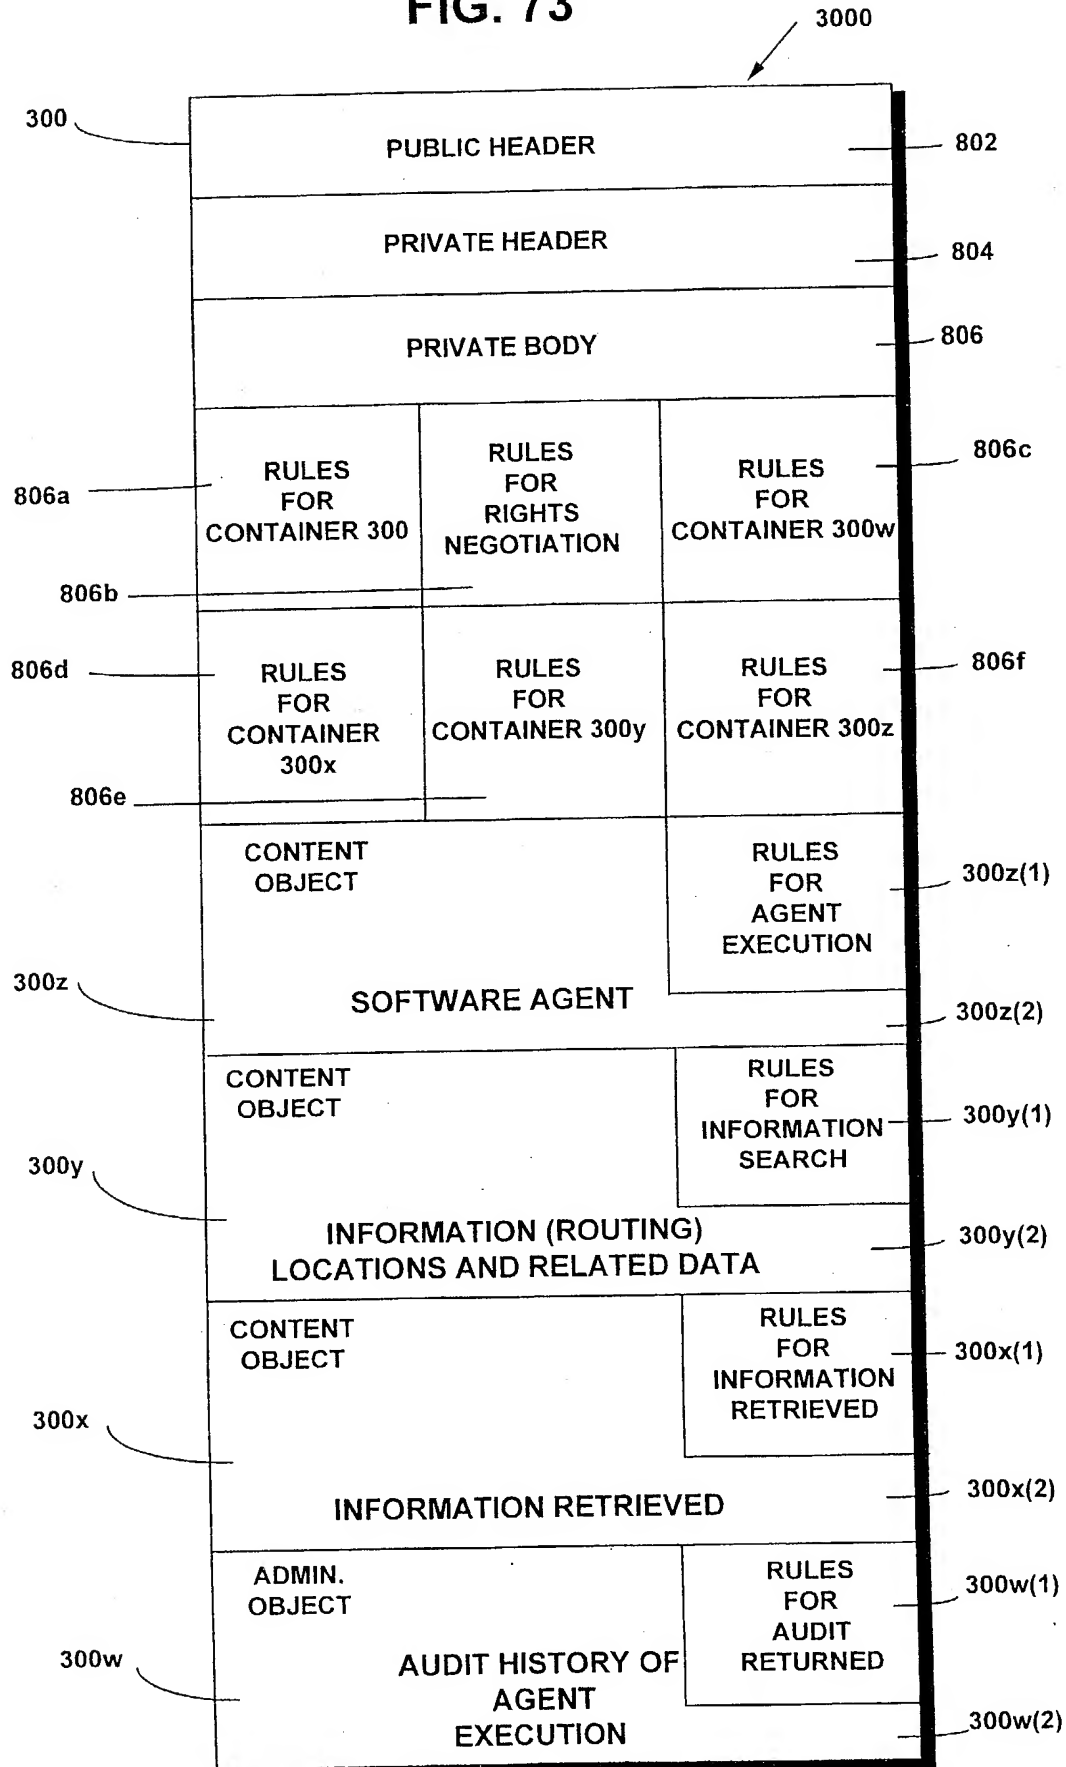 FIG. 73
3000
300
PUBLIC HEADER
802
PRIVATE HEADER
804
PRIVATE BODY
806
806a
RULES
FOR
CONTAINER 300
806b
RULES
FOR
RIGHTS
NEGOTIATION
RULES
FOR
CONTAINER 300w
806c
806d
RULES
FOR
CONTAINER
300x
806e
RULES
FOR
CONTAINER 300y
RULES
FOR
CONTAINER 300z
806f
CONTENT
OBJECT
RULES
FOR
AGENT
EXECUTION
300z(1)
300z
SOFTWARE AGENT
300z(2)
CONTENT
OBJECT
RULES
FOR
INFORMATION
SEARCH
300y(1)
300y
INFORMATION (ROUTING)
LOCATIONS AND RELATED DATA
300y(2)
CONTENT
OBJECT
RULES
FOR
INFORMATION
RETRIEVED
300x(1)
300x
INFORMATION RETRIEVED
300x(2)
ADMIN.
OBJECT
RULES
FOR
AUDIT
RETURNED
300w(1)
300w
AUDIT HISTORY OF
AGENT
EXECUTION
300w(2)